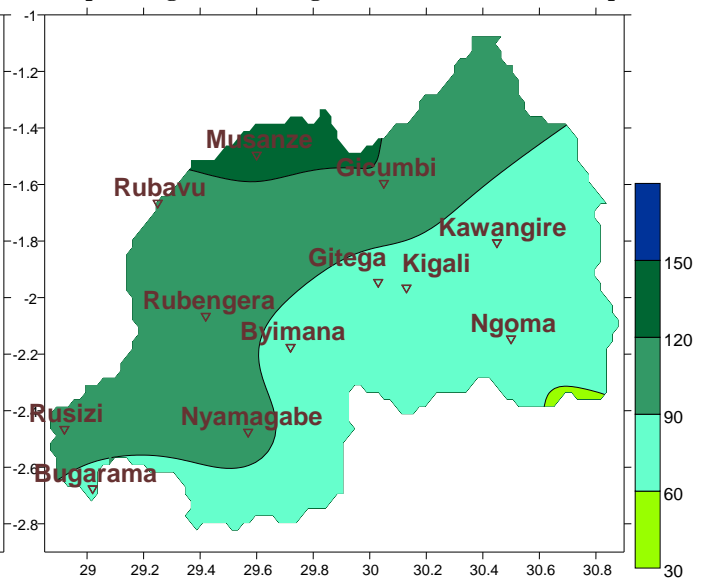 -1
-1.2
-1.4
Musanze
Gicumbi
-1.6
Rubavu
150
-1.8
Kawangire
Gitega
Kigali
-2
Rubengera
Ngoma
Byimana
120
-2.2
-2.4
Rusizi
Nyamagabe
90
-2.6
Bugarama
60
-2.8
30
29
29.2
29.4
29.6
29.8
30
30.2
30.4
30.6
30.8